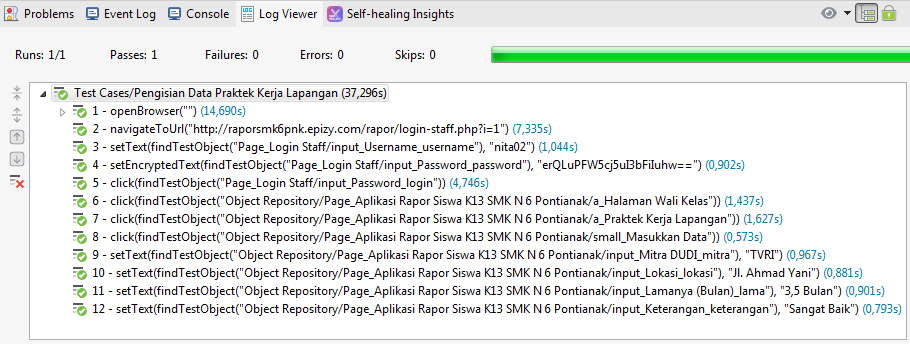 Problems Event Log Console Log Viewer Self-healing Insights
Runs: 1/1 Passes: 1 Failures: 0 Errors: 0 Skips: 0
Test Cases/Pengisian Data Praktek Kerja Lapangan (37,296s)
1 - openBrowser("") (14,690s)
2 - navigateToUrl("http://raporsmk6pnk.epizy.com/rapor/login-staff.php?i=1") (7,335s)
3 - setText(findTestObject("Page_Login Staff/input_Username_username"), "nita02") (1,044s)
4 - setEncryptedText(findTestObject("Page_Login Staff/input_Password_password"), "erQLuPFW5cj5uI3bFiIuhw==") (0,902s)
5 - click(findTestObject("Page_Login Staff/input_Password_login")) (4,746s)
6 - click(findTestObject("Object Repository/Page_Aplikasi Rapor Siswa K13 SMK N 6 Pontianak/a_Halaman Wali Kelas")) (1,437s)
7 - click(findTestObject("Object Repository/Page_Aplikasi Rapor Siswa K13 SMK N 6 Pontianak/a_Praktek Kerja Lapangan")) (1,627s)
8 - click(findTestObject("Object Repository/Page_Aplikasi Rapor Siswa K13 SMK N 6 Pontianak/small_Masukkan Data")) (0,573s)
9 - setText(findTestObject("Object Repository/Page_Aplikasi Rapor Siswa K13 SMK N 6 Pontianak/input_Mitra DUDI_mitra"), "TVRI") (0,967s)
10 - setText(findTestObject("Object Repository/Page_Aplikasi Rapor Siswa K13 SMK N 6 Pontianak/input_Lokasi_lokasi"), "Jl. Ahmad Yani") (0,881s)
11 - setText(findTestObject("Object Repository/Page_Aplikasi Rapor Siswa K13 SMK N 6 Pontianak/input_Lamanya (Bulan)_lama"), "3,5 Bulan") (0,901s)
12 - setText(findTestObject("Object Repository/Page_Aplikasi Rapor Siswa K13 SMK N 6 Pontianak/input_Keterangan_keterangan"), "Sangat Baik") (0,793s)